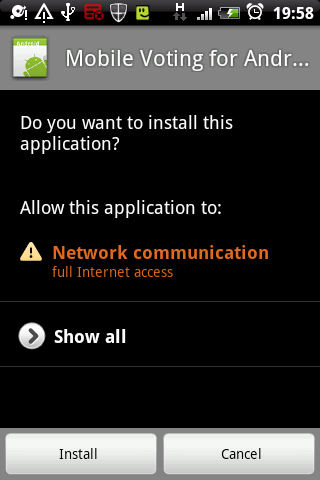 H
19:58
Android
Mobile Voting for Andr...
Do you want to install this
application?
Allow this application to:
Network communication
full Internet access
Show all
Install
Cancel